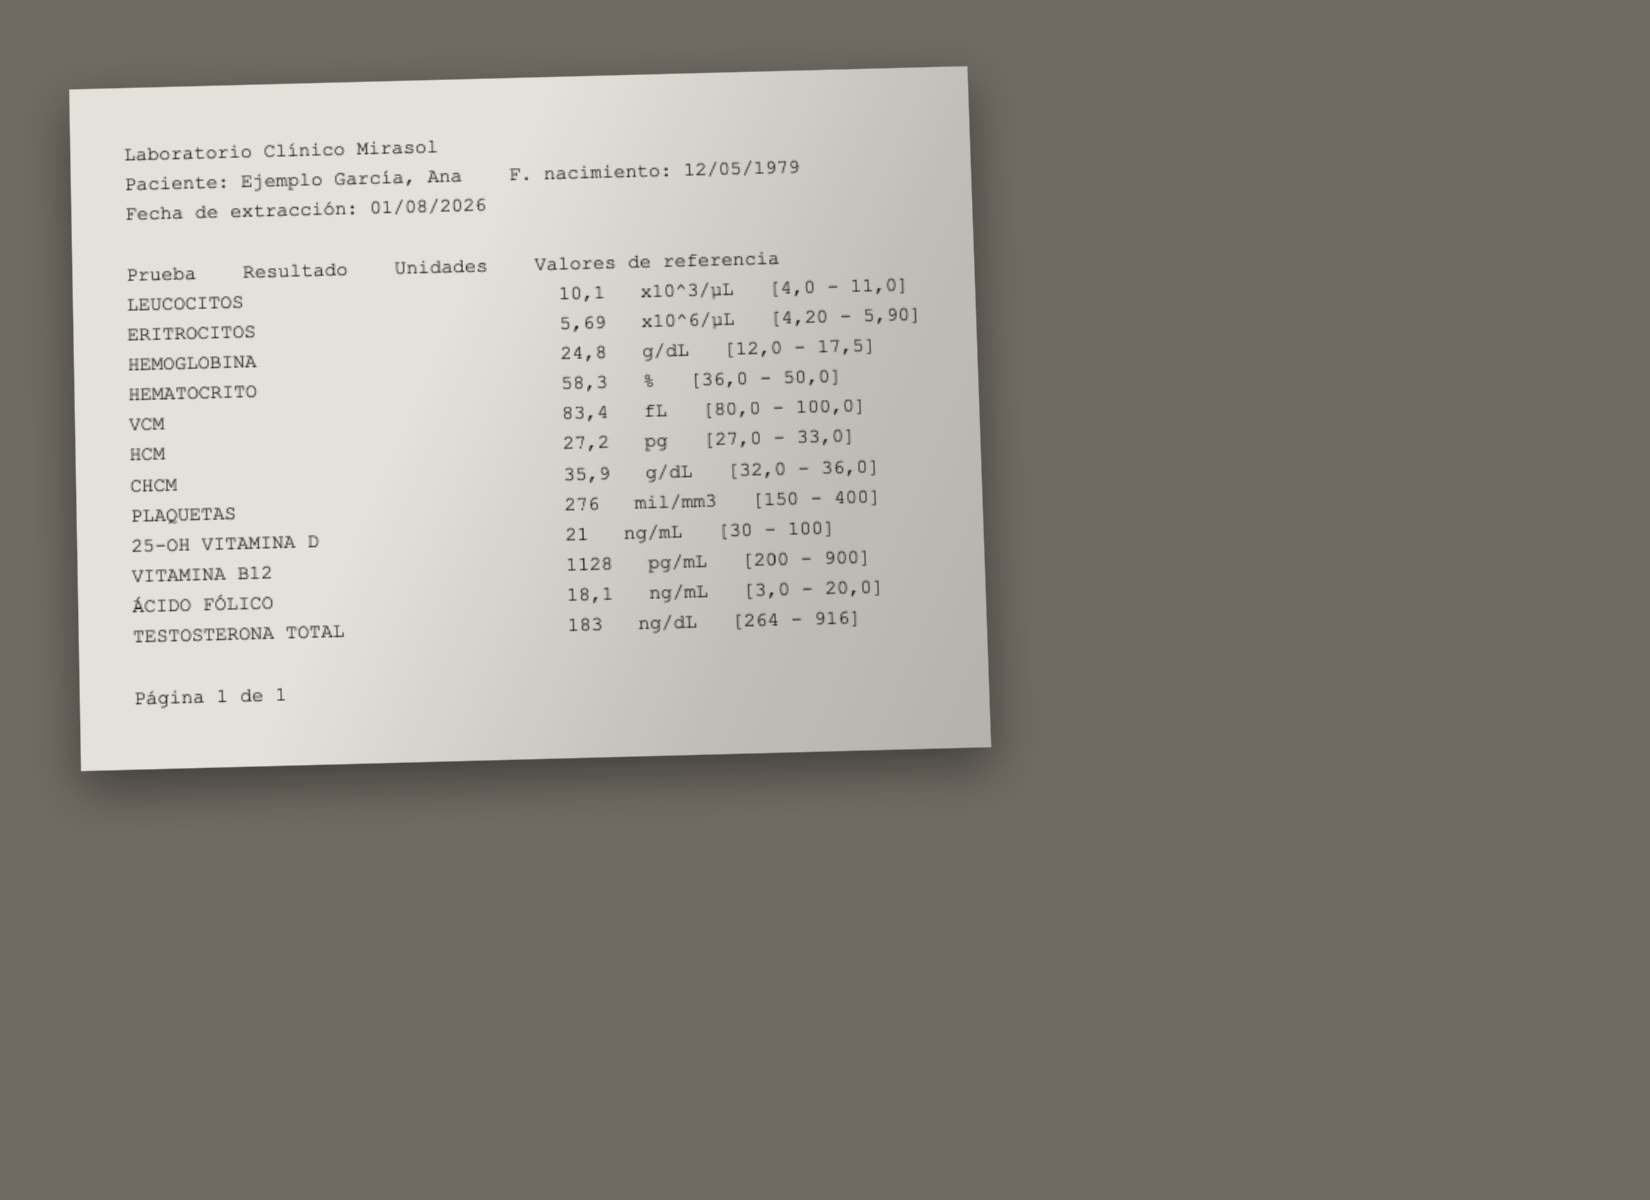 Laboratorio Clínico Mirasol
Paciente: Ejemplo García, Ana    F. nacimiento: 12/05/1979
Fecha de extracción: 01/08/2026

Prueba    Resultado    Unidades    Valores de referencia
LEUCOCITOS    10,1   x10^3/µL   [4,0 - 11,0]
ERITROCITOS    5,69   x10^6/µL   [4,20 - 5,90]
HEMOGLOBINA    24,8   g/dL   [12,0 - 17,5]
HEMATOCRITO    58,3   %   [36,0 - 50,0]
VCM    83,4   fL   [80,0 - 100,0]
HCM    27,2   pg   [27,0 - 33,0]
CHCM    35,9   g/dL   [32,0 - 36,0]
PLAQUETAS    276   mil/mm3   [150 - 400]
25-OH VITAMINA D    21   ng/mL   [30 - 100]
VITAMINA B12    1128   pg/mL   [200 - 900]
ÁCIDO FÓLICO    18,1   ng/mL   [3,0 - 20,0]
TESTOSTERONA TOTAL    183   ng/dL   [264 - 916]

Página 1 de 1